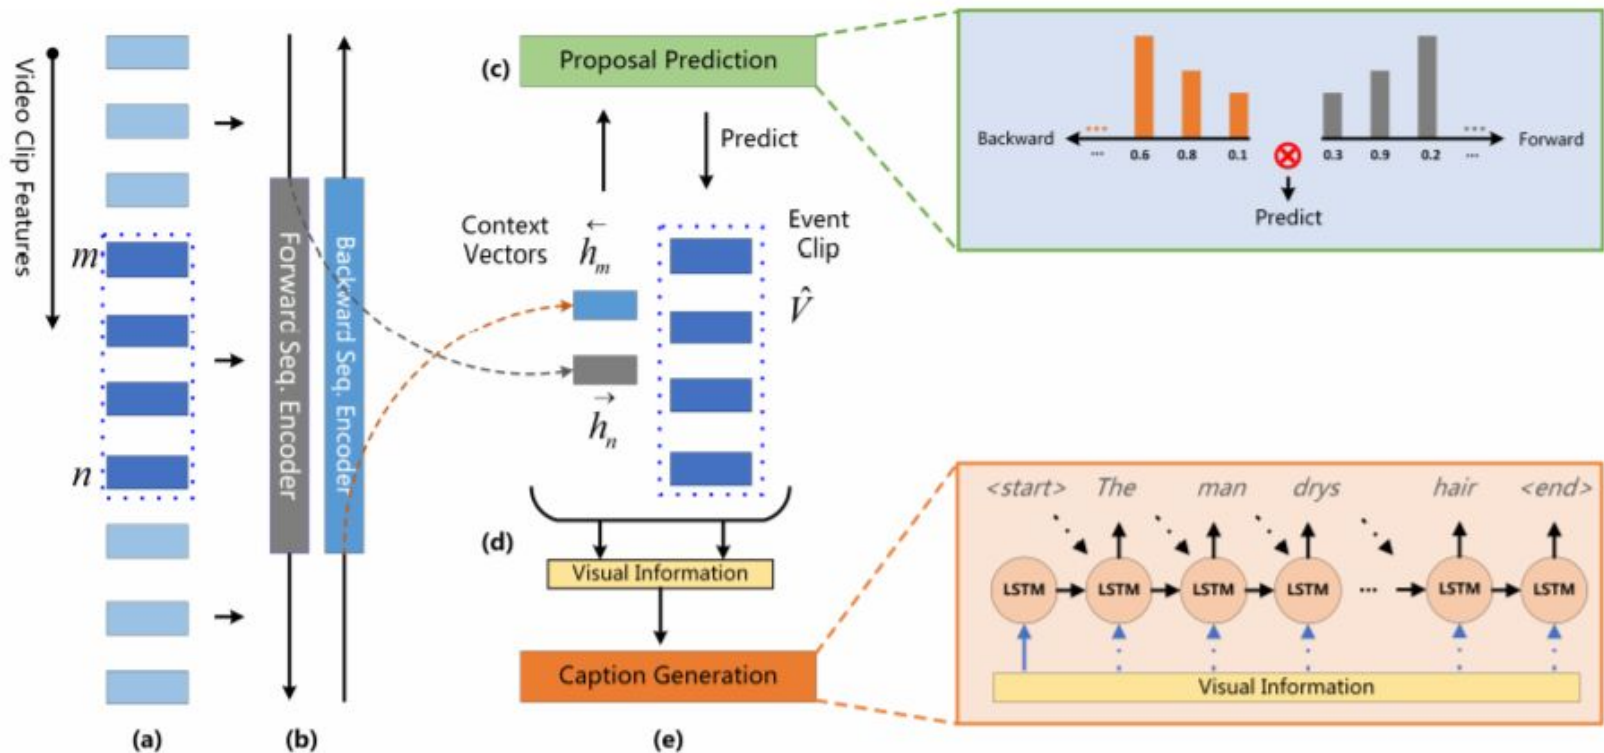 Video Clip Features
m
n
(a)
Forward Seq. Encoder
Backward Seq. Encoder
(b)
(c)
Proposal Prediction
Predict
Context
Vectors
←
h_m
→
h_n
Event
Clip
V̂
(d)
Visual Information
Caption Generation
(e)
Backward
... 0.6 0.8 0.1
0.3 0.9 0.2 ...
Forward
Predict
<start> The man drys hair <end>
LSTM LSTM LSTM LSTM ... LSTM LSTM
Visual Information